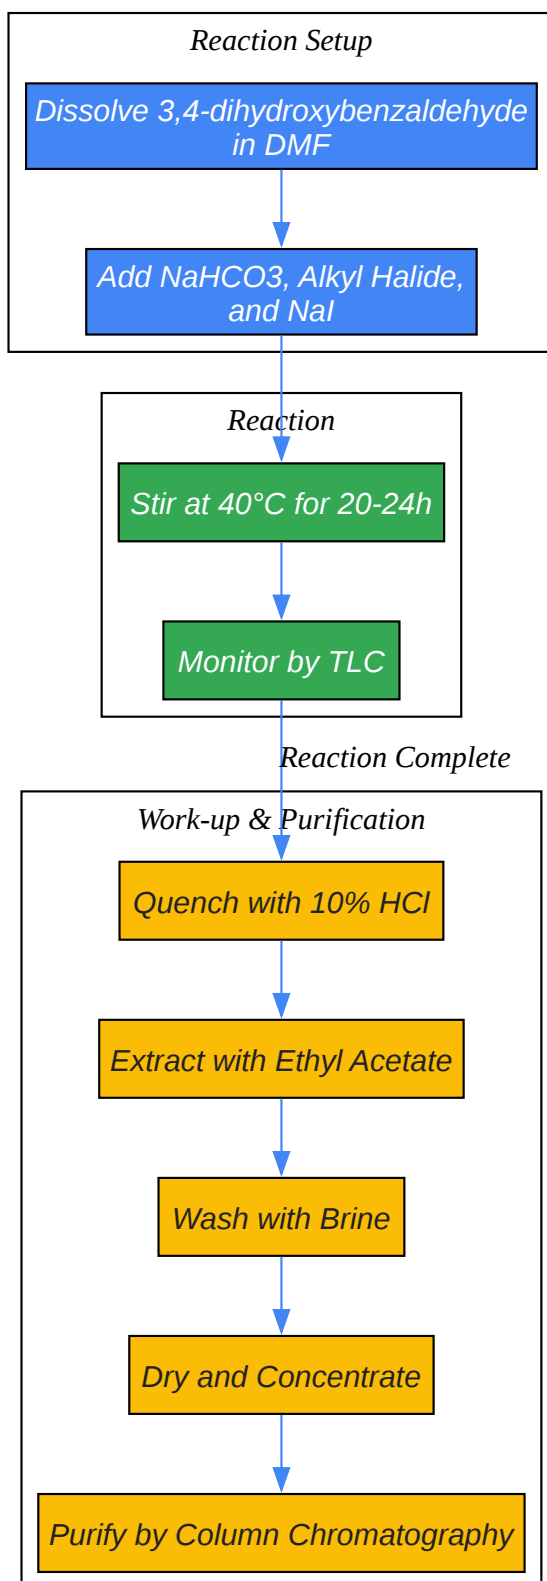 Reaction Setup
Dissolve 3,4-dihydroxybenzaldehyde
in DMF
Add NaHCO3, Alkyl Halide,
and NaI
Reaction
Stir at 40°C for 20-24h
Monitor by TLC
Reaction Complete
Work-up & Purification
Quench with 10% HCl
Extract with Ethyl Acetate
Wash with Brine
Dry and Concentrate
Purify by Column Chromatography